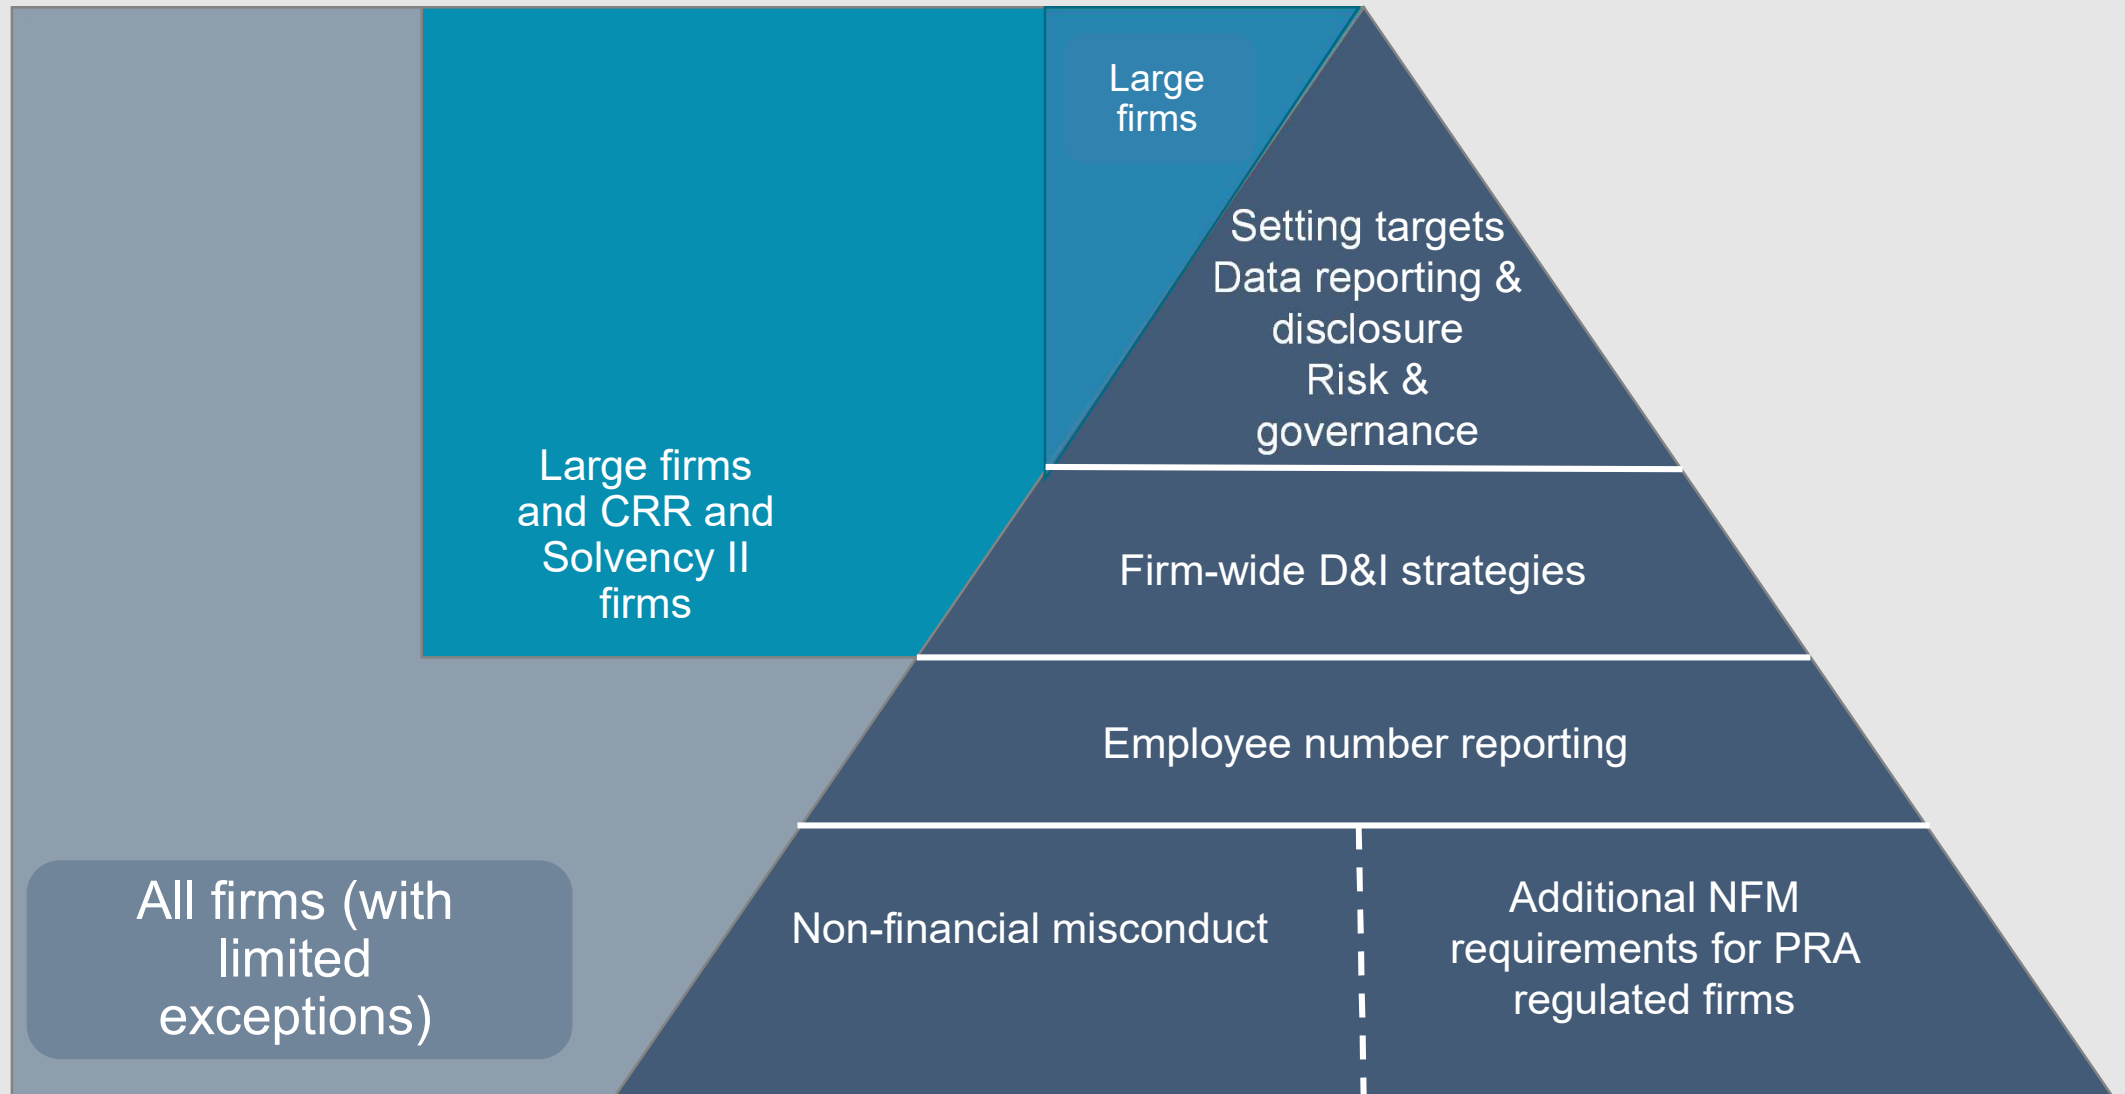 Large
firms
Setting targets
Data reporting &
disclosure
Risk &
governance
Large firms
and CRR and
Solvency II
firms
Firm-wide D&I strategies
Employee number reporting
All firms (with
limited
exceptions)
Non-financial misconduct
Additional NFM
requirements for PRA
regulated firms